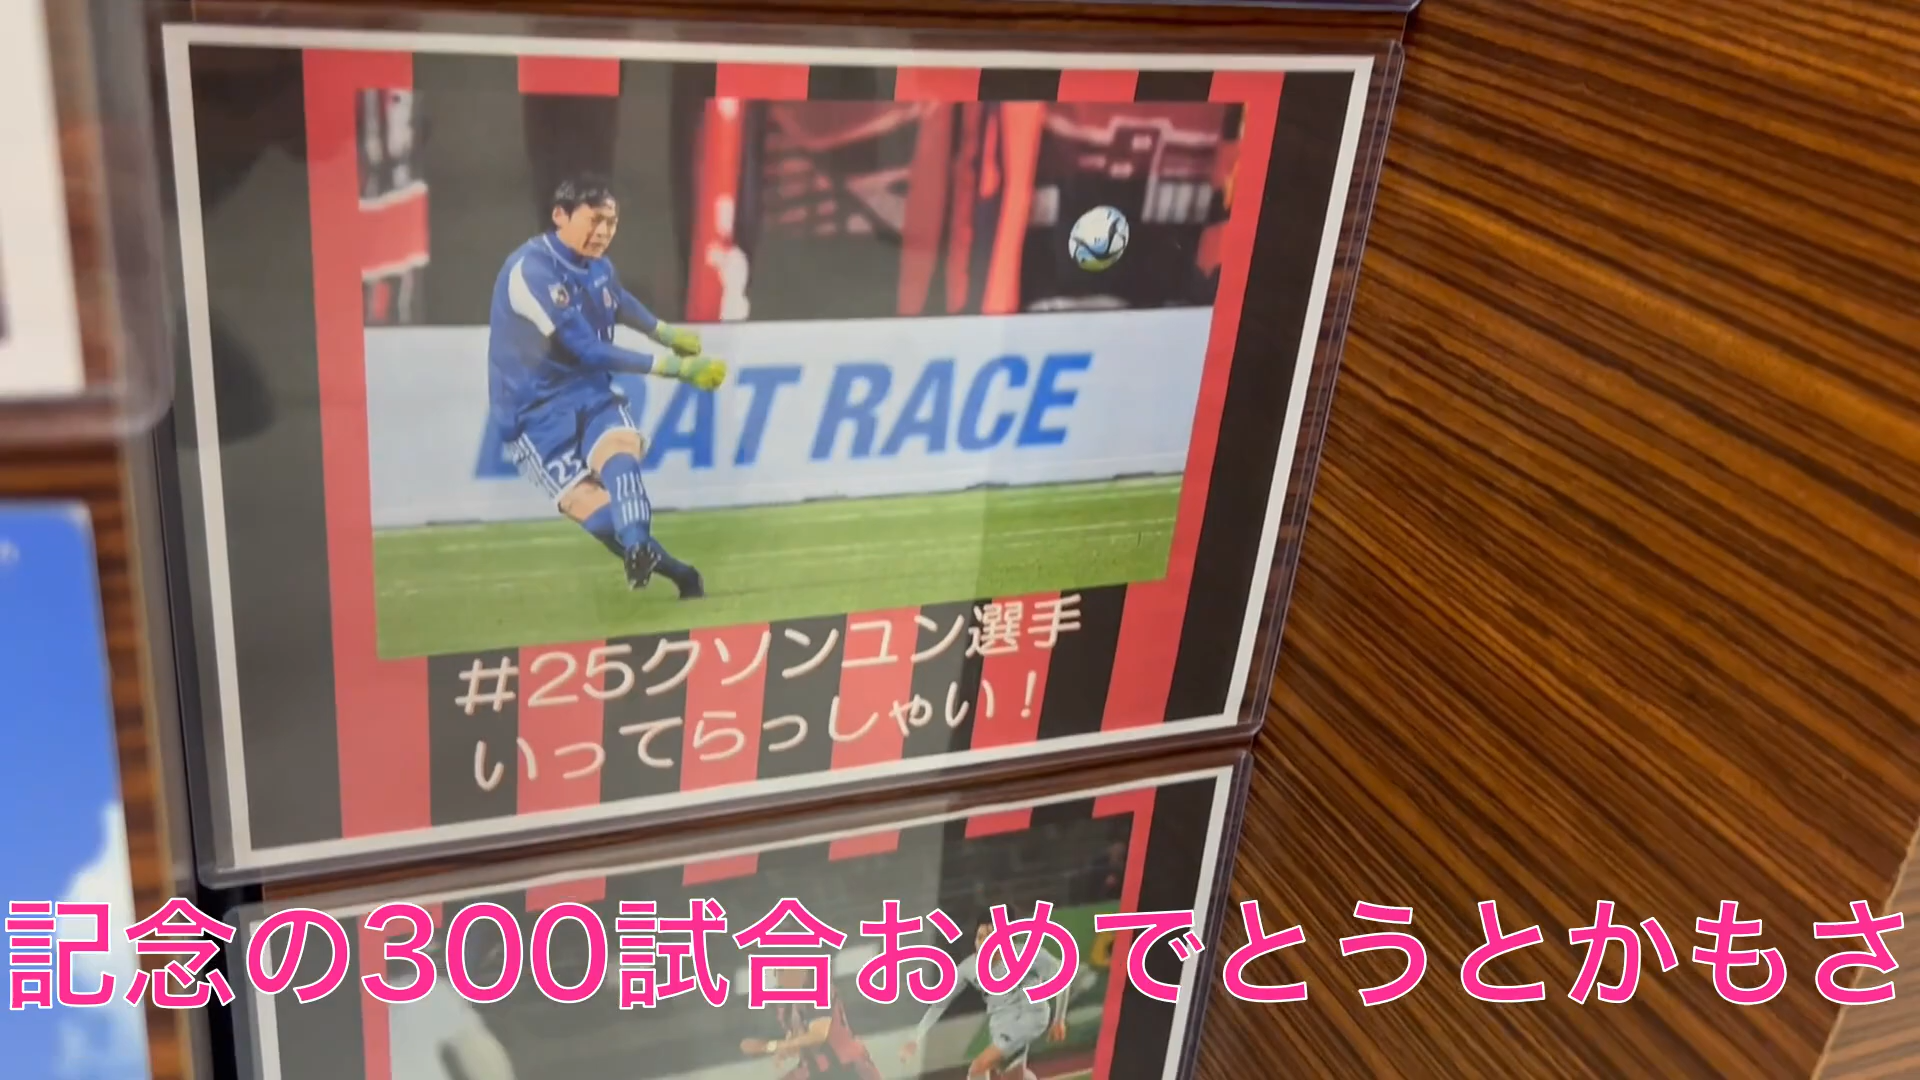 BOAT RACE
25
#25クソンユン選手
いってらっしゃい!
記念の300試合おめでとうとかもさ